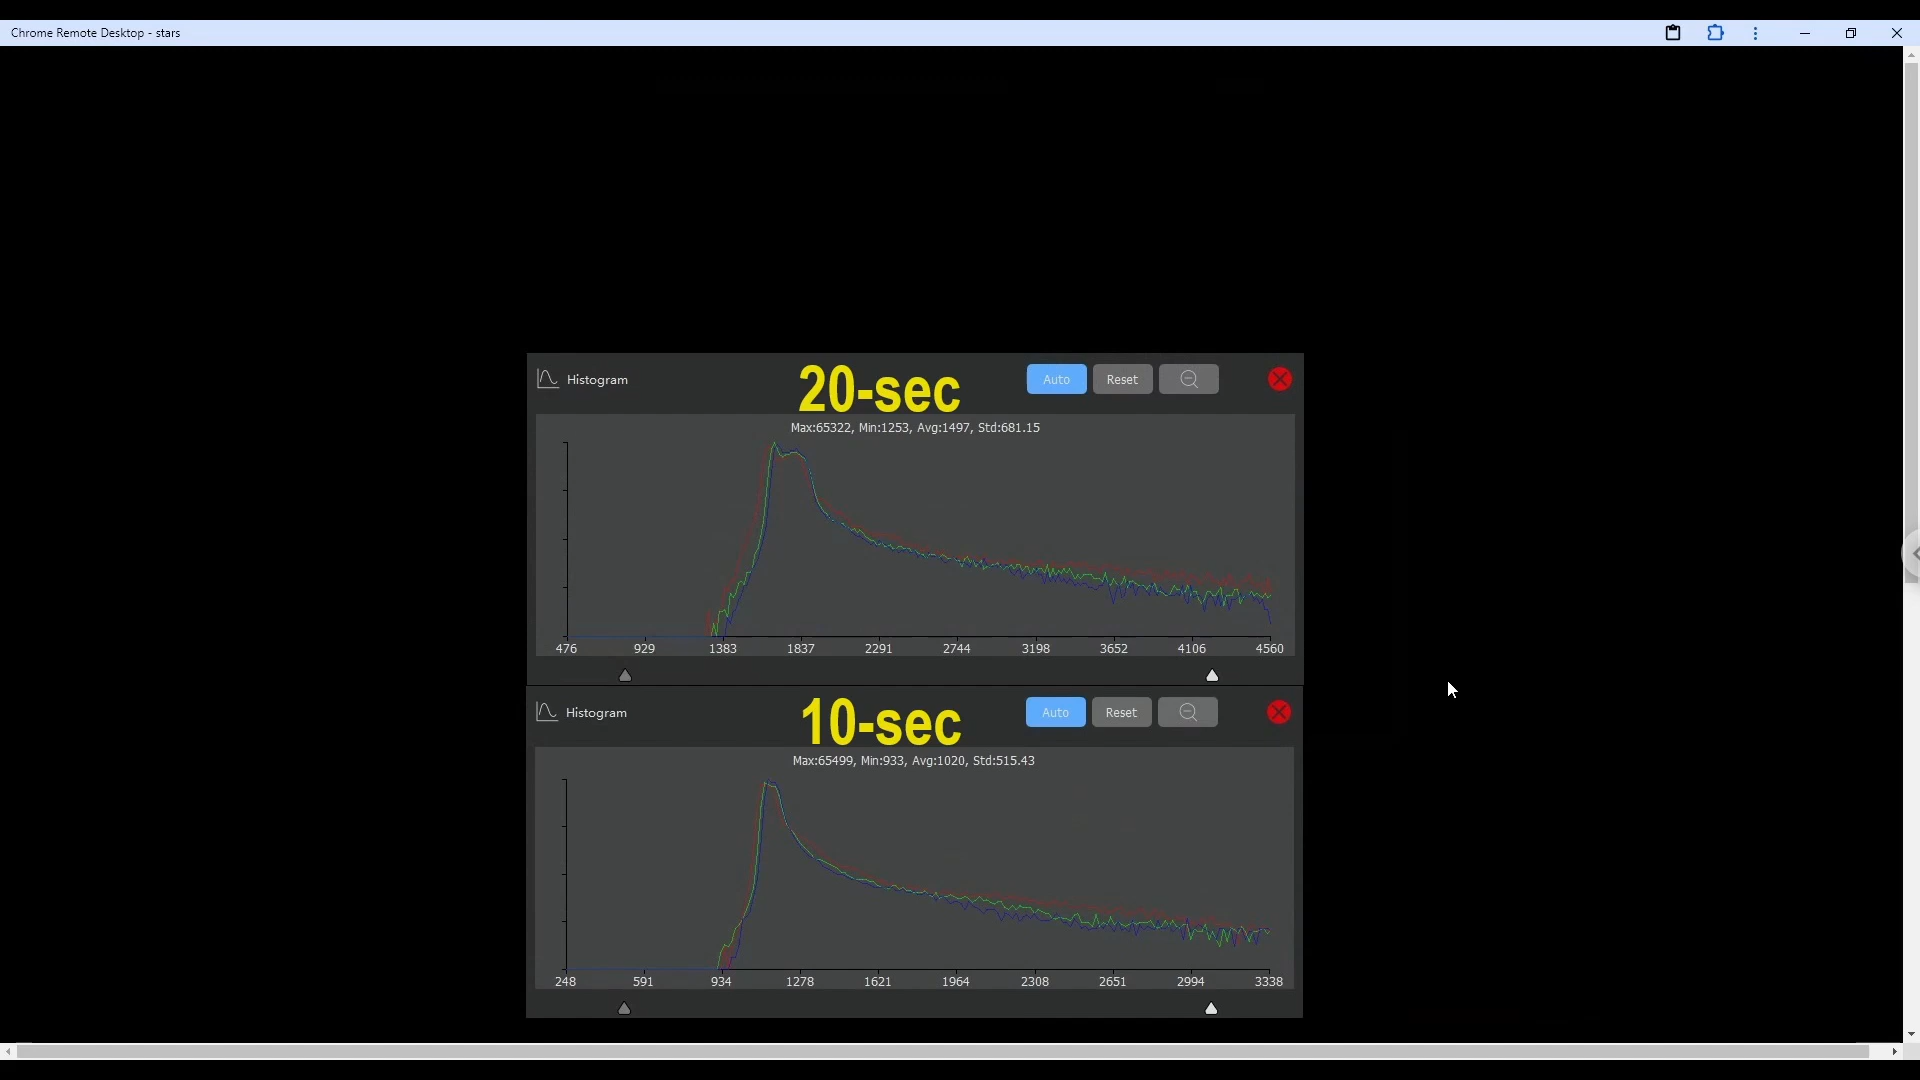 Chrome Remote Desktop - stars
Histogram
20-sec
Auto
Reset
Max:65322, Min:1253, Avg:1497, Std:681.15
476 929 1383 1837 2291 2744 3198 3652 4106 4560
Histogram
10-sec
Auto
Reset
Max:65499, Min:933, Avg:1020, Std:515.43
248 591 934 1278 1621 1964 2308 2651 2994 3338